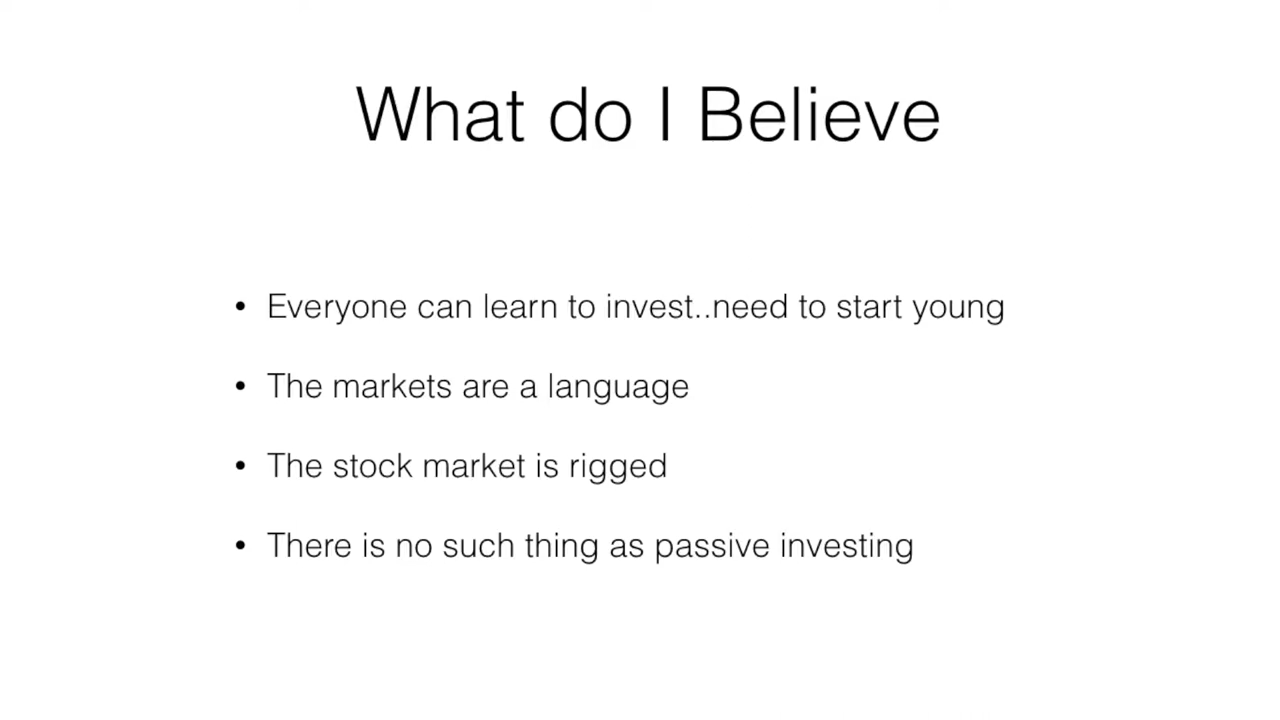 What do I Believe
• Everyone can learn to invest..need to start young
• The markets are a language
• The stock market is rigged
• There is no such thing as passive investing